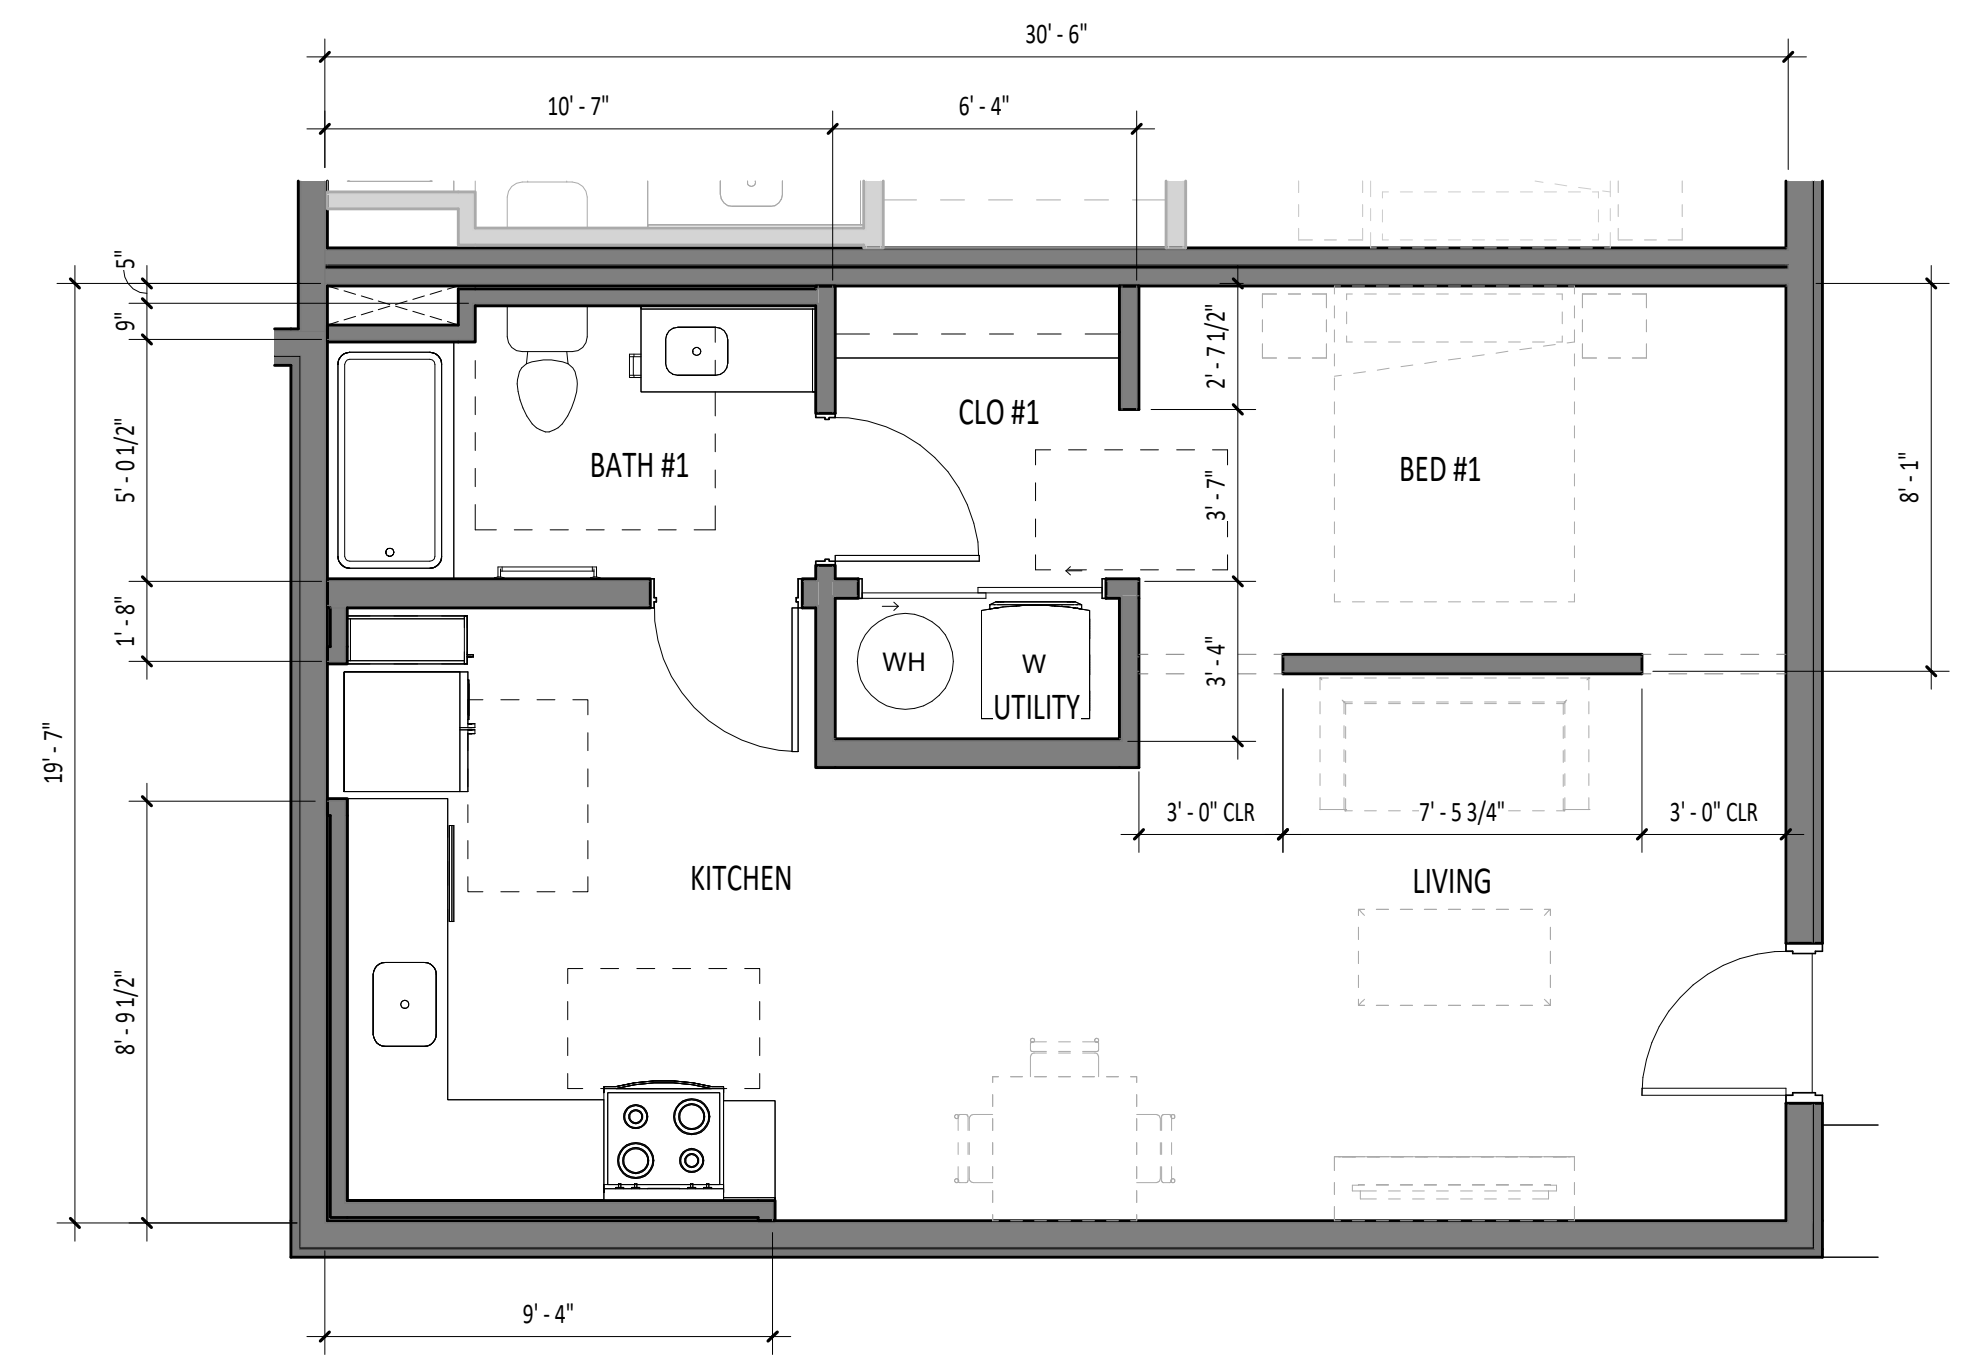 30' - 6"
10' - 7"
6' - 4"
5"
9"
2' - 7 1/2"
CLO #1
5' - 0 1/2"
BATH #1
BED #1
8' - 1"
3' - 7"
1' - 8"
WH
W
3' - 4"
UTILITY
19' - 7"
3' - 0" CLR
7' - 5 3/4"
3' - 0" CLR
KITCHEN
LIVING
8' - 9 1/2"
9' - 4"